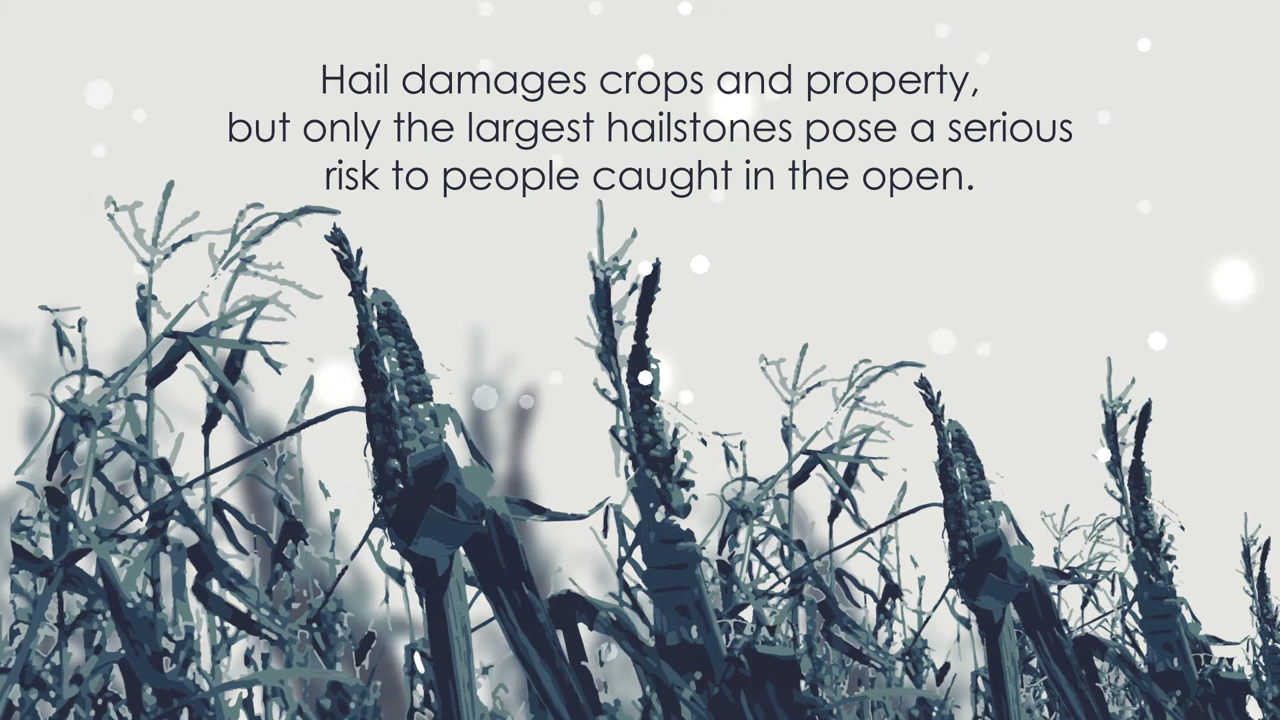 Hail damages crops and property,
but only the largest hailstones pose a serious
risk to people caught in the open.